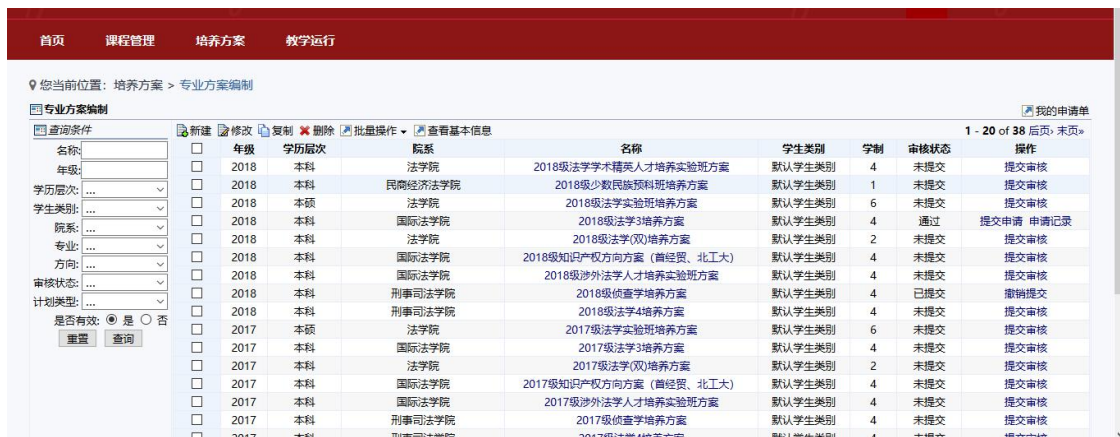 首页 课程管理 培养方案 教学运行
您当前位置：培养方案 > 专业方案编制
专业方案编制 我的申请单
查询条件 新建 修改 复制 删除 批量操作 查看基本信息 1 - 20 of 38 后页› 末页»
名称: 年级 学历层次 院系 名称 学生类别 学制 审核状态 操作
年级: 2018 本科 法学院 2018级法学学术精英人才培养实验班方案 默认学生类别 4 未提交 提交审核
学历层次: ... 2018 本科 民商经济法学院 2018级少数民族预科班培养方案 默认学生类别 1 未提交 提交审核
学生类别: ... 2018 本硕 法学院 2018级法学实验班培养方案 默认学生类别 6 未提交 提交审核
院系: ... 2018 本科 国际法学院 2018级法学3培养方案 默认学生类别 4 通过 提交申请 申请记录
专业: ... 2018 本科 法学院 2018级法学(双)培养方案 默认学生类别 2 未提交 提交审核
方向: ... 2018 本科 国际法学院 2018级知识产权方向方案（首经贸、北工大） 默认学生类别 4 未提交 提交审核
审核状态: ... 2018 本科 国际法学院 2018级涉外法学人才培养实验班方案 默认学生类别 4 未提交 提交审核
计划类型: ... 2018 本科 刑事司法学院 2018级侦查学培养方案 默认学生类别 4 已提交 撤销提交
是否有效: 是 否 2018 本科 刑事司法学院 2018级法学4培养方案 默认学生类别 4 未提交 提交审核
重置 查询 2017 本硕 法学院 2017级法学实验班培养方案 默认学生类别 6 未提交 提交审核
2017 本科 国际法学院 2017级法学3培养方案 默认学生类别 4 未提交 提交审核
2017 本科 法学院 2017级法学(双)培养方案 默认学生类别 2 未提交 提交审核
2017 本科 国际法学院 2017级知识产权方向方案（首经贸、北工大） 默认学生类别 4 未提交 提交审核
2017 本科 国际法学院 2017级涉外法学人才培养实验班方案 默认学生类别 4 未提交 提交审核
2017 本科 刑事司法学院 2017级侦查学培养方案 默认学生类别 4 未提交 提交审核